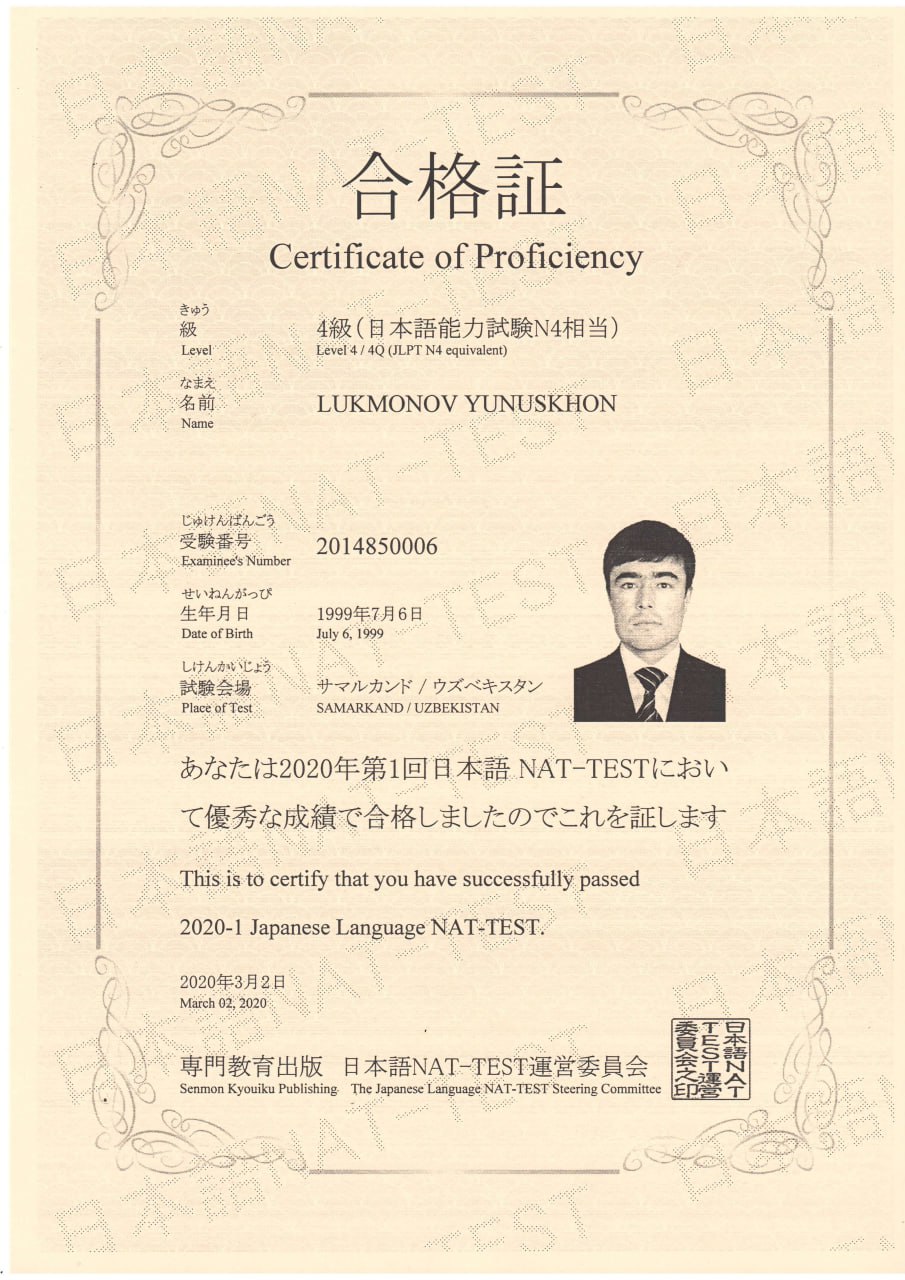 合格証
Certificate of Proficiency
きゅう
級
Level
4級（日本語能力試験N4相当）
Level 4 / 4Q (JLPT N4 equivalent)
なまえ
名前
Name
LUKMONOV YUNUSKHON
じゅけんばんごう
受験番号
Examinee's Number
2014850006
せいねんがっぴ
生年月日
Date of Birth
1999年7月6日
July 6, 1999
しけんかいじょう
試験会場
Place of Test
サマルカンド / ウズベキスタン
SAMARKAND / UZBEKISTAN
あなたは2020年第1回日本語 NAT-TESTにおい
て優秀な成績で合格しましたのでこれを証します
This is to certify that you have successfully passed
2020-1 Japanese Language NAT-TEST.
2020年3月2日
March 02, 2020
専門教育出版 日本語NAT-TEST運営委員会
Senmon Kyouiku Publishing. The Japanese Language NAT-TEST Steering Committee
日本語NAT
TEST運営
委員会之印
日本語NAT-TEST